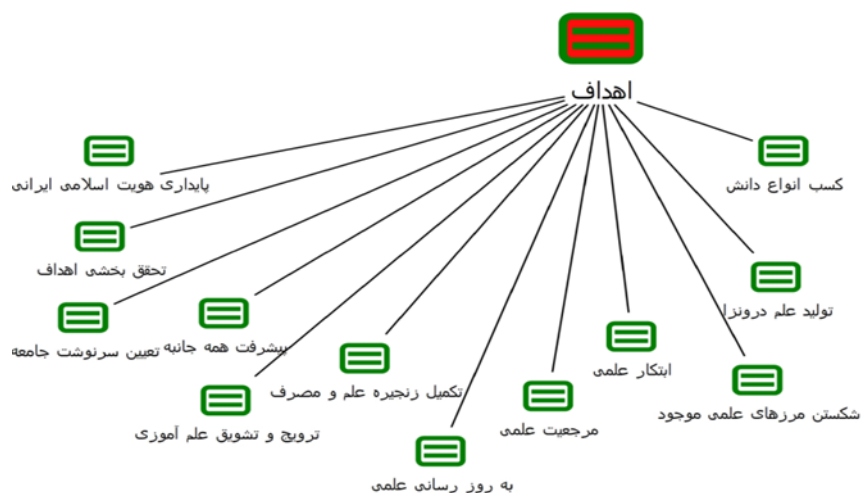 اهداف
کسب انواع دانش
پایداری هویت اسلامی ایرانی
تحقق بخشی اهداف
تولید علم درونزا
پیشرفت همه جانبه
تعیین سرنوشت جامعه
ابتکار علمی
تکمیل زنجیره علم و مصرف
شکستن مرزهای علمی موجود
مرجعیت علمی
ترویج و تشویق علم آموزی
به روز رسانی علمی